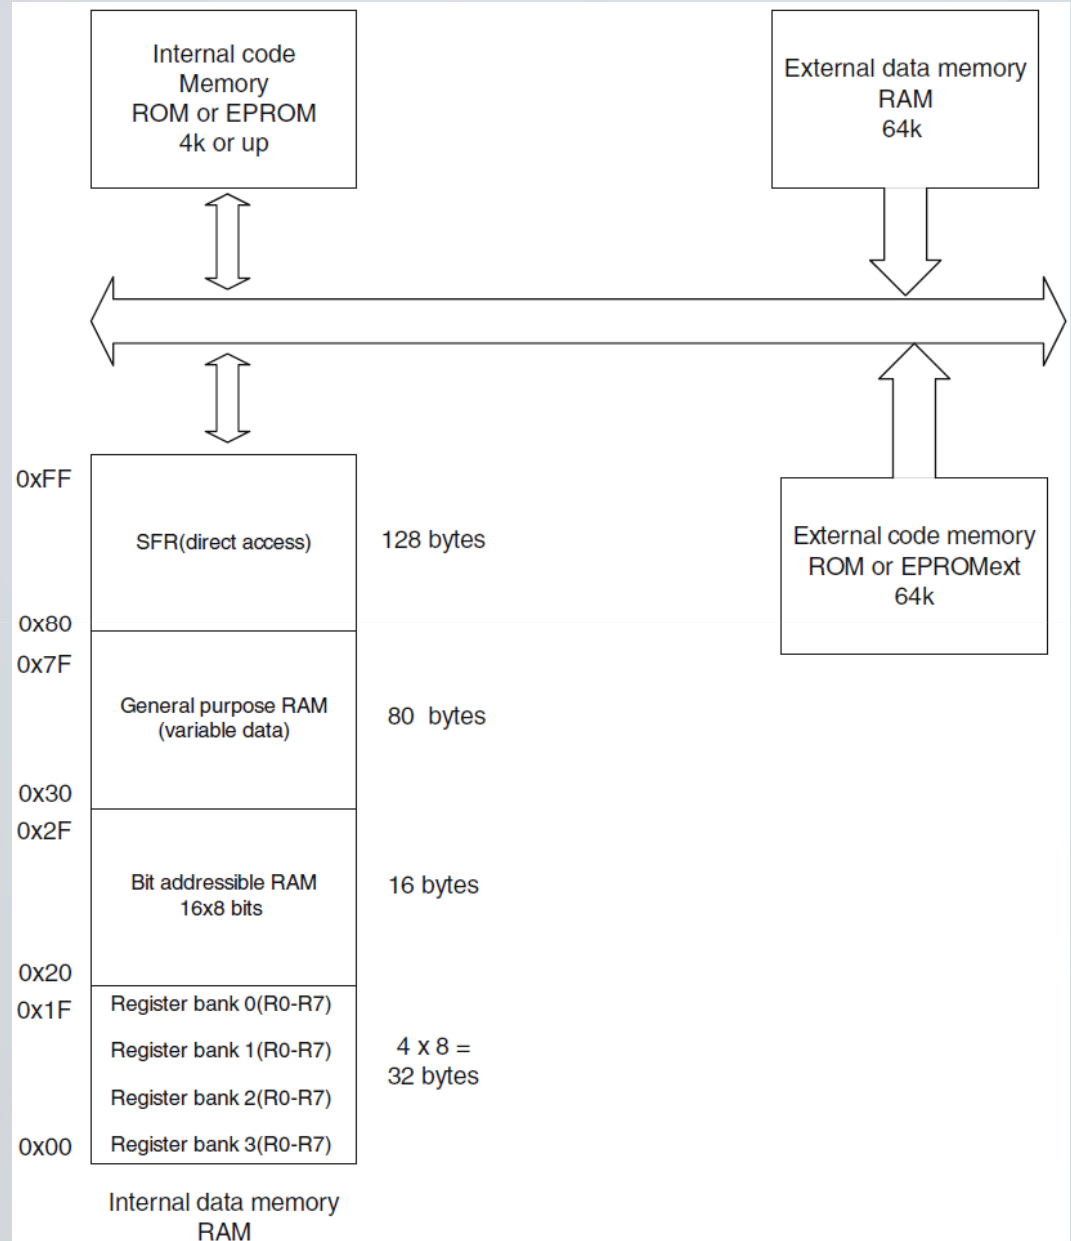 Internal code
Memory
ROM or EPROM
4k or up
External data memory
RAM
64k
0xFF
SFR(direct access)
128 bytes
0x80
External code memory
ROM or EPROMext
64k
0x7F
General purpose RAM
(variable data)
80 bytes
0x30
0x2F
Bit addressible RAM
16x8 bits
16 bytes
0x20
0x1F
Register bank 0(R0-R7)
Register bank 1(R0-R7)
Register bank 2(R0-R7)
Register bank 3(R0-R7)
4 x 8 =
32 bytes
0x00
Internal data memory
RAM